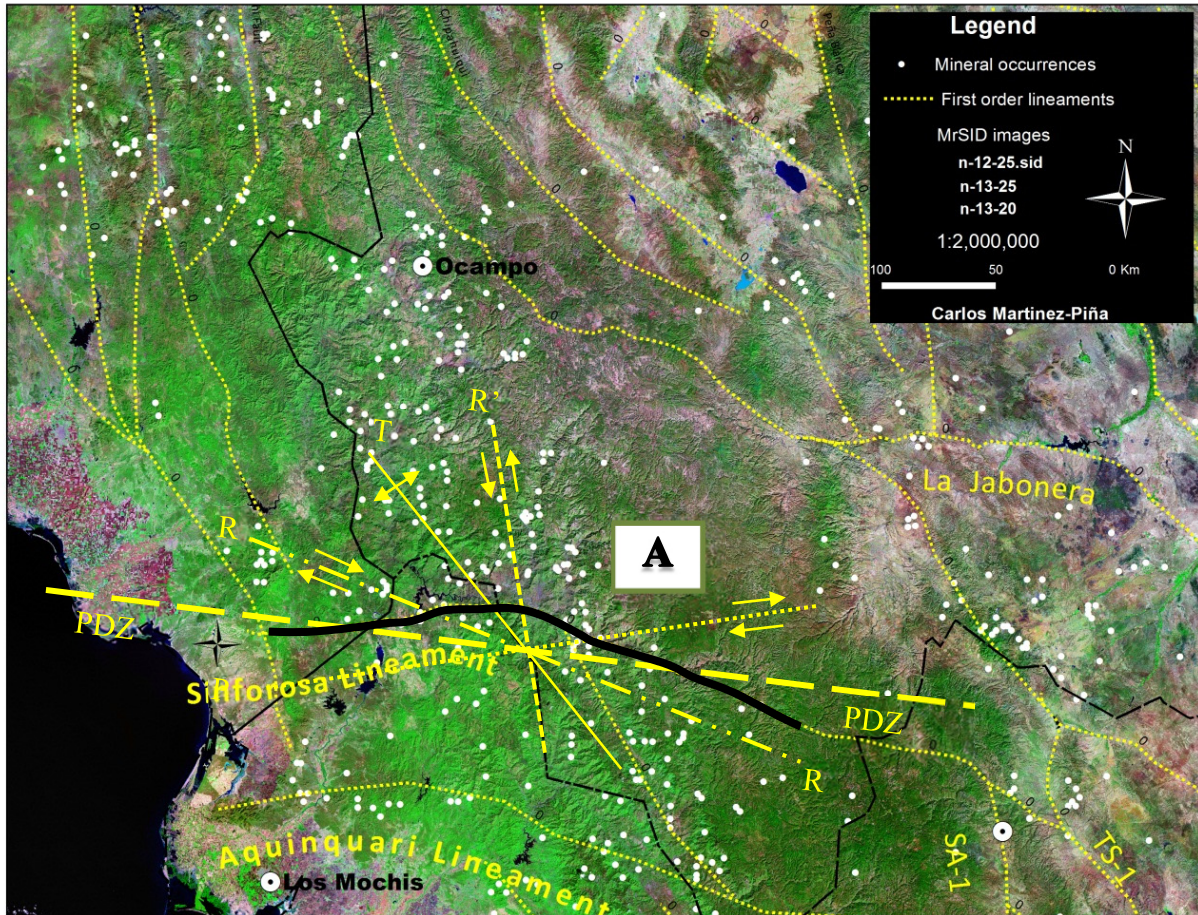 Legend
Mineral occurrences
First order lineaments
MrSID images
n-12-25.sid
n-13-25
n-13-20
N
1:2,000,000
100 50 0 Km
Carlos Martinez-Piña
Ocampo
R'
T
La Jabonera
A
R
PDZ
Siniforosa Lineament
PDZ
R
Aquinquari Lineament
Los Mochis
SA-1
TS-1